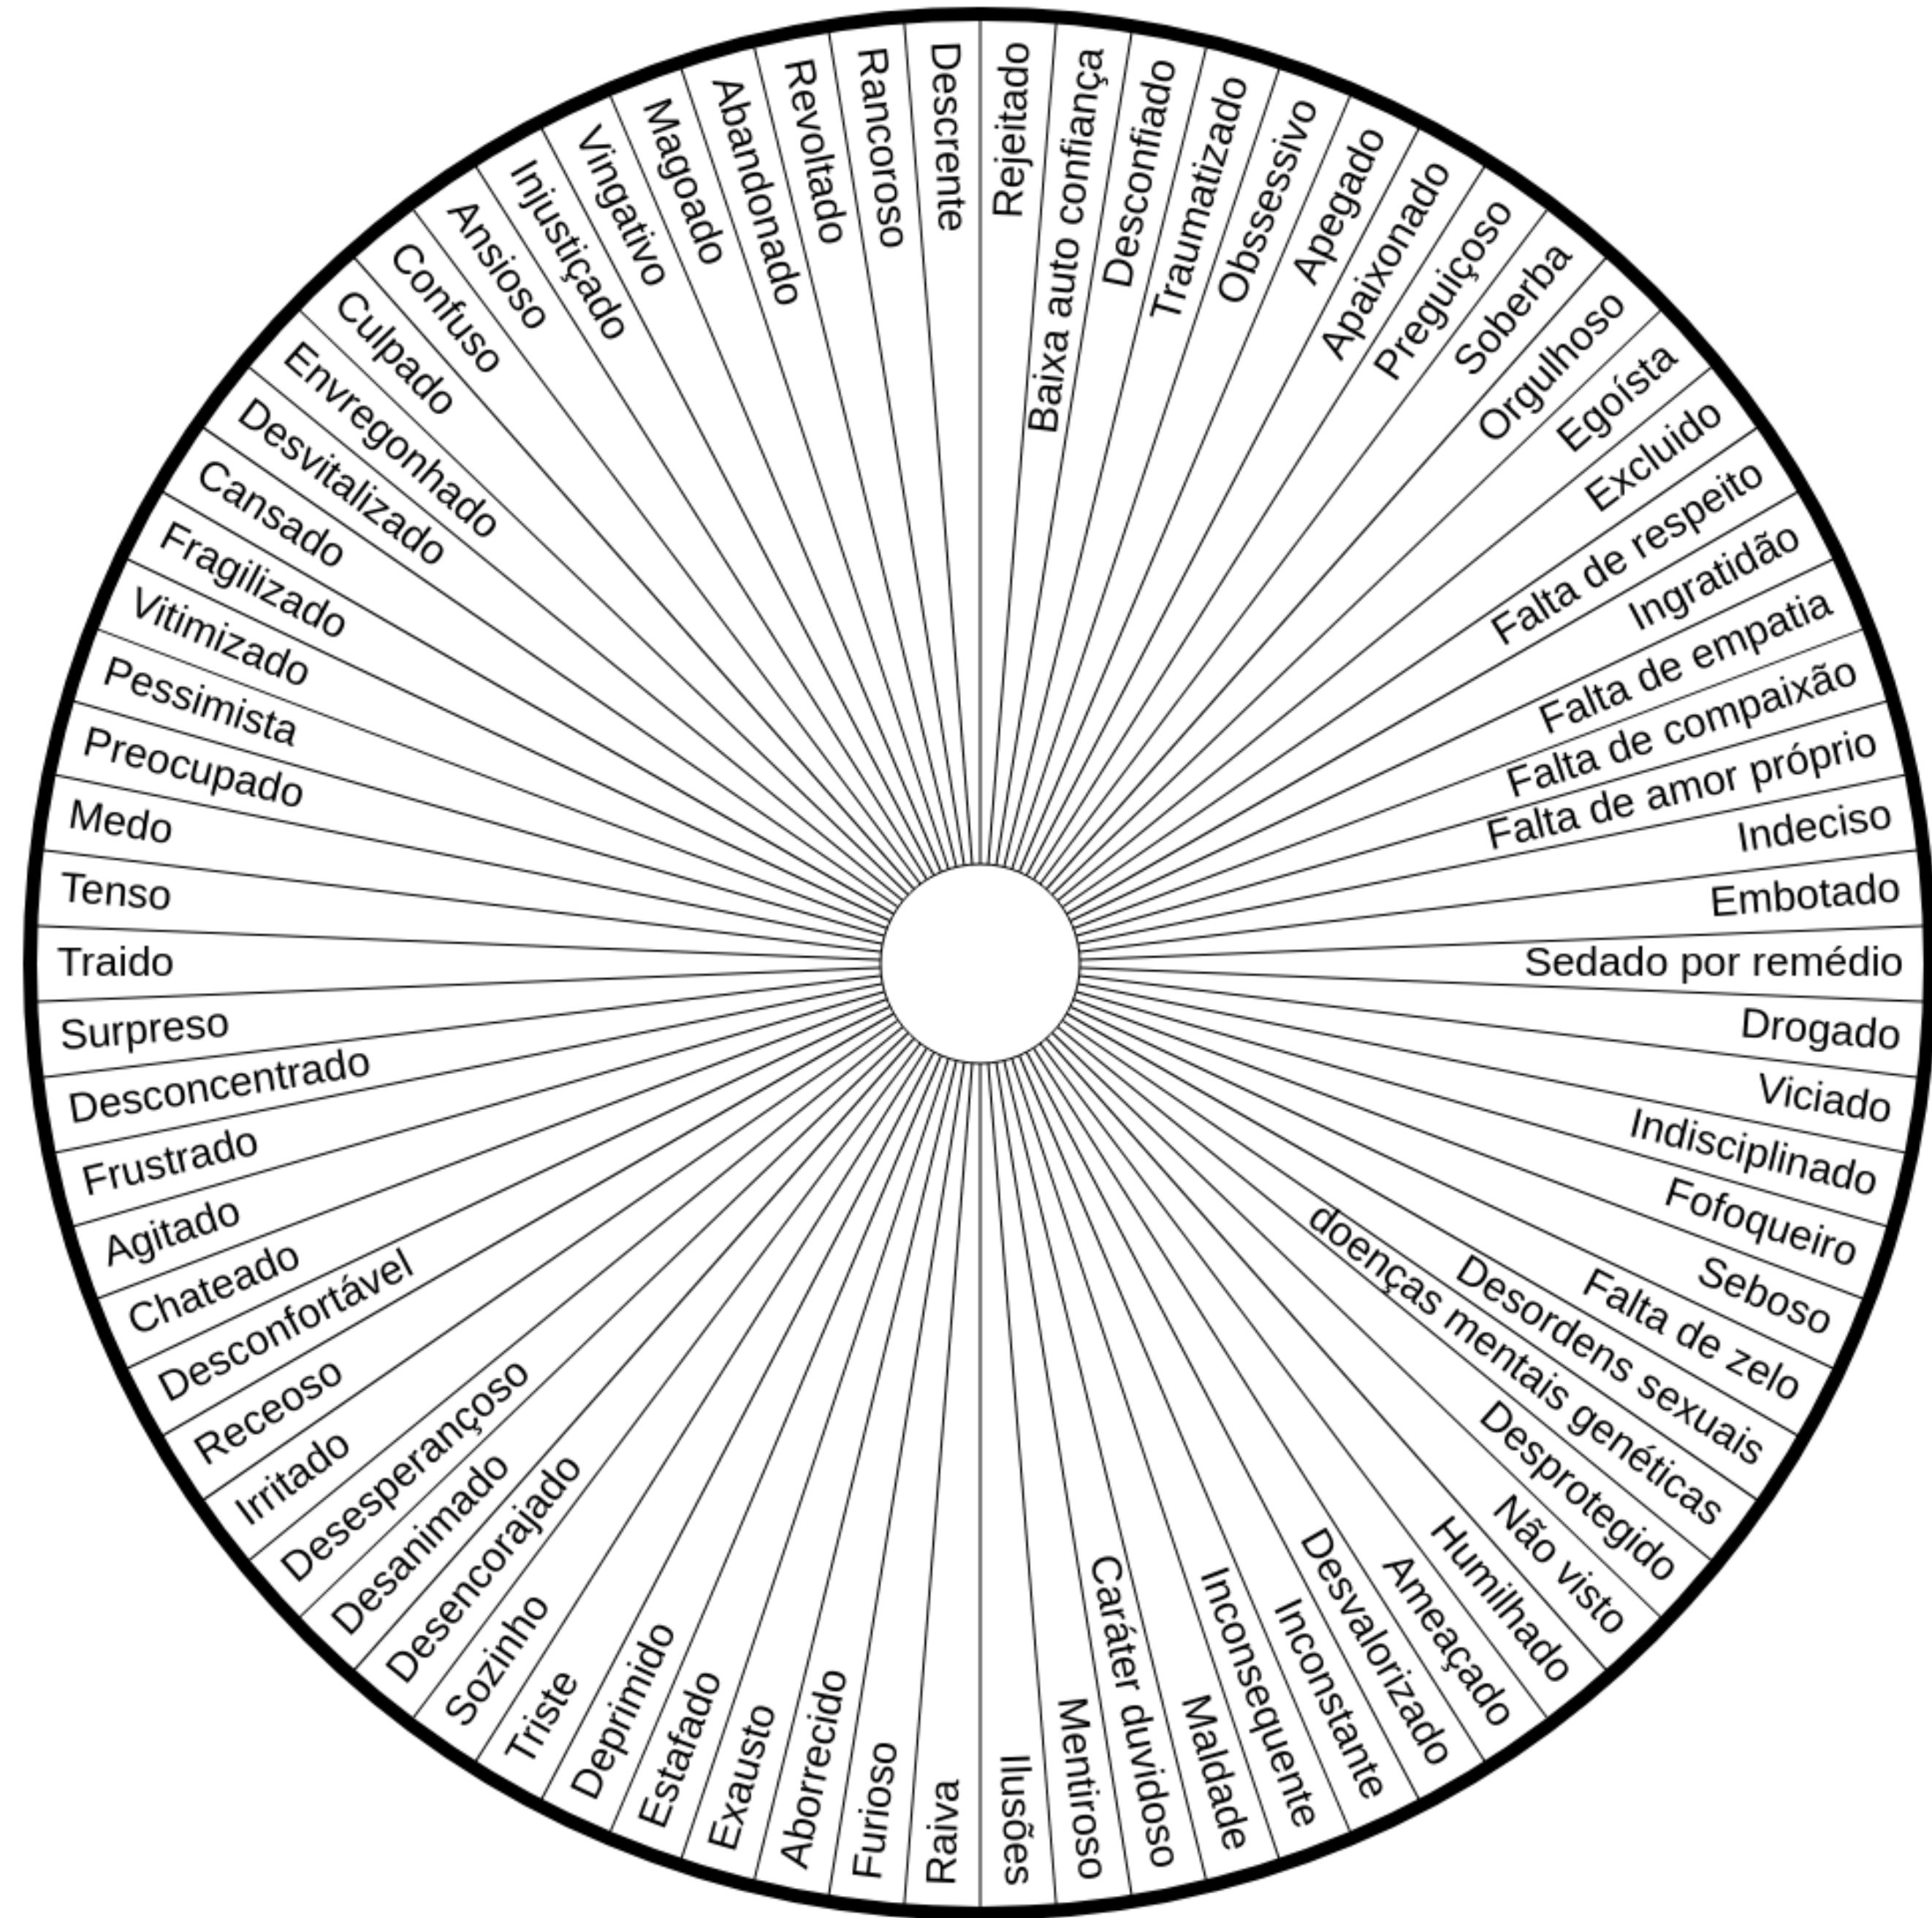 Rejeitado
Baixa auto confiança
Desconfiado
Traumatizado
Obssessivo
Apegado
Apaixonado
Preguiçoso
Soberba
Orgulhoso
Egoísta
Excluido
Falta de respeito
Ingratidão
Falta de empatia
Falta de compaixão
Falta de amor próprio
Indeciso
Embotado
Sedado por remédio
Drogado
Viciado
Indisciplinado
Fofoqueiro
Seboso
Falta de zelo
Desordens sexuais
doenças mentais genéticas
Desprotegido
Não visto
Humilhado
Ameaçado
Desvalorizado
Inconstante
Inconsequente
Maldade
Caráter duvidoso
Mentiroso
Ilusões
Raiva
Furioso
Aborrecido
Exausto
Estafado
Deprimido
Triste
Sozinho
Desencorajado
Desanimado
Desesperançoso
Irritado
Receoso
Desconfortável
Chateado
Agitado
Frustrado
Desconcentrado
Surpreso
Traido
Tenso
Medo
Preocupado
Pessimista
Vitimizado
Fragilizado
Cansado
Desvitalizado
Envregonhado
Culpado
Confuso
Ansioso
Injustiçado
Vingativo
Magoado
Abandonado
Revoltado
Rancoroso
Descrente